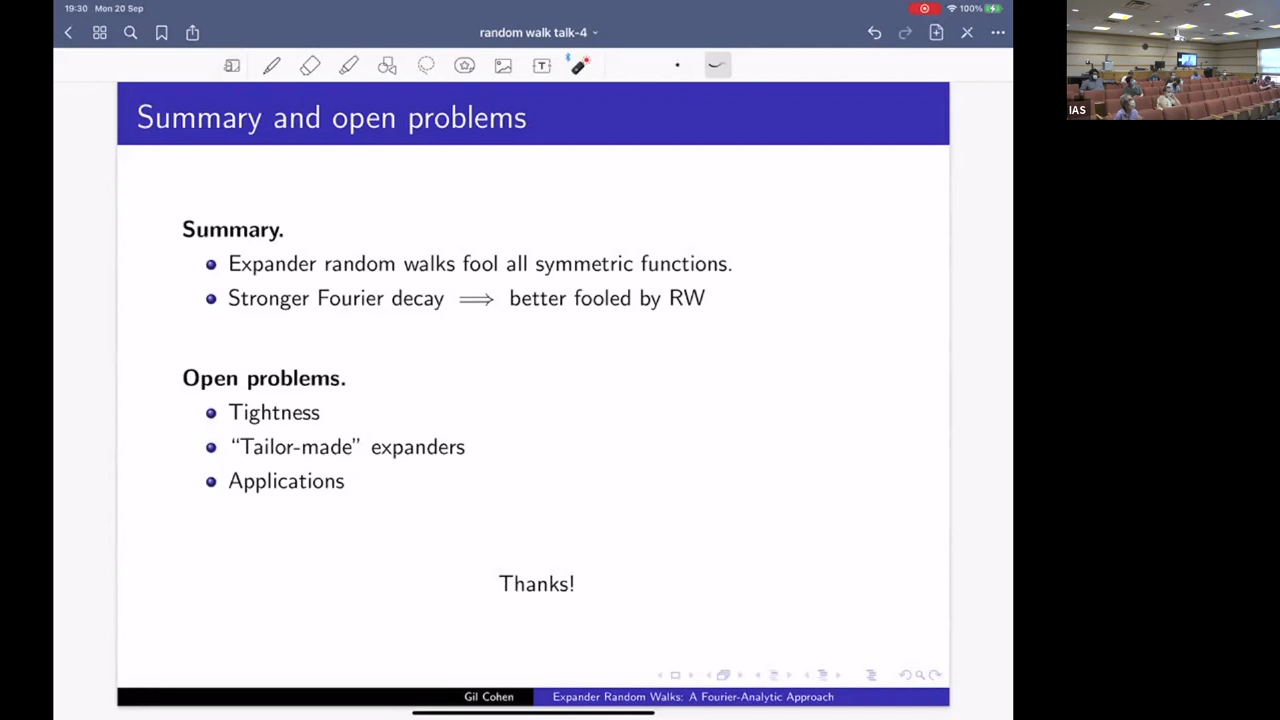 19:30 Mon 20 Sep
100%
random walk talk-4
T
IAS
Summary and open problems
Summary.
Expander random walks fool all symmetric functions.
Stronger Fourier decay ⟹ better fooled by RW
Open problems.
Tightness
“Tailor-made” expanders
Applications
Thanks!
Gil Cohen
Expander Random Walks: A Fourier-Analytic Approach